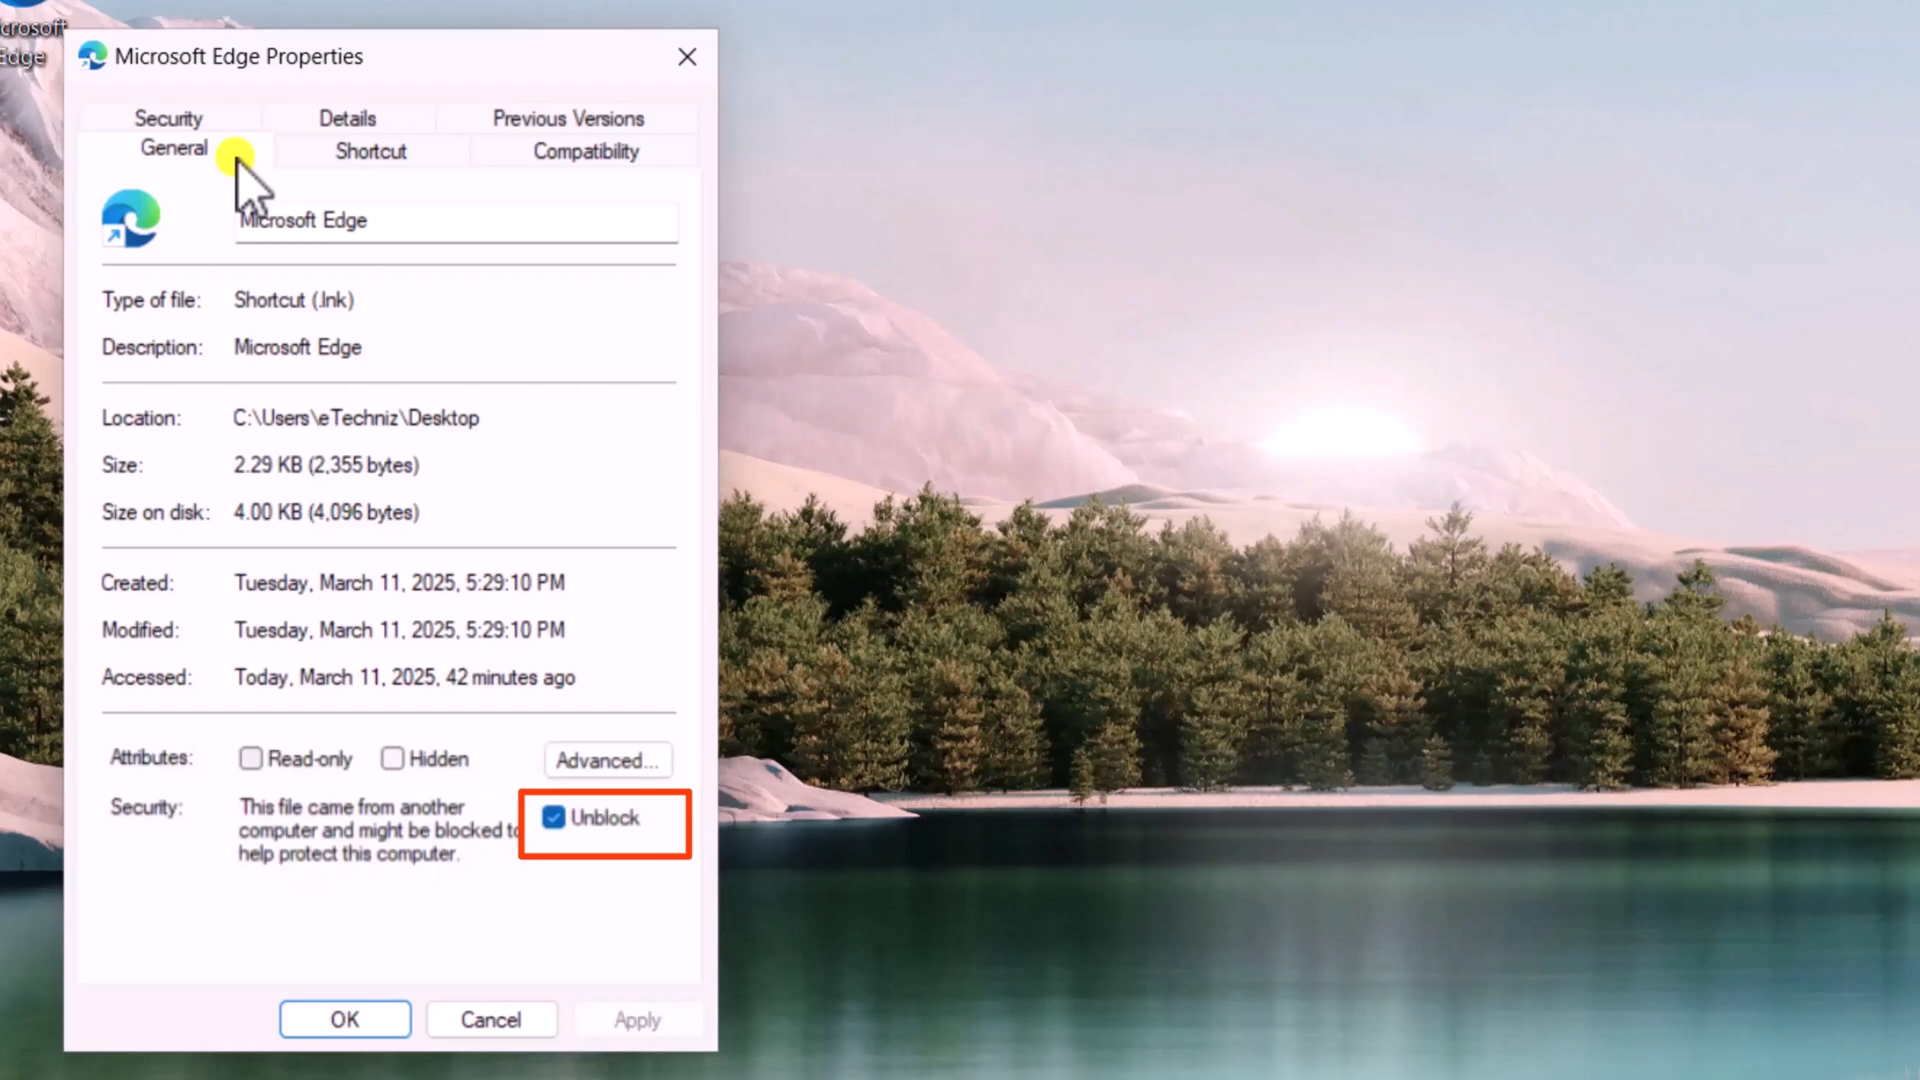 crosoft
Edge
Microsoft Edge Properties
Security Details Previous Versions
General Shortcut Compatibility
Microsoft Edge
Type of file: Shortcut (.lnk)
Description: Microsoft Edge
Location: C:\Users\eTechniz\Desktop
Size: 2.29 KB (2,355 bytes)
Size on disk: 4.00 KB (4,096 bytes)
Created: Tuesday, March 11, 2025, 5:29:10 PM
Modified: Tuesday, March 11, 2025, 5:29:10 PM
Accessed: Today, March 11, 2025, 42 minutes ago
Attributes: Read-only Hidden Advanced...
Security: This file came from another
computer and might be blocked to
help protect this computer.
Unblock
OK Cancel Apply